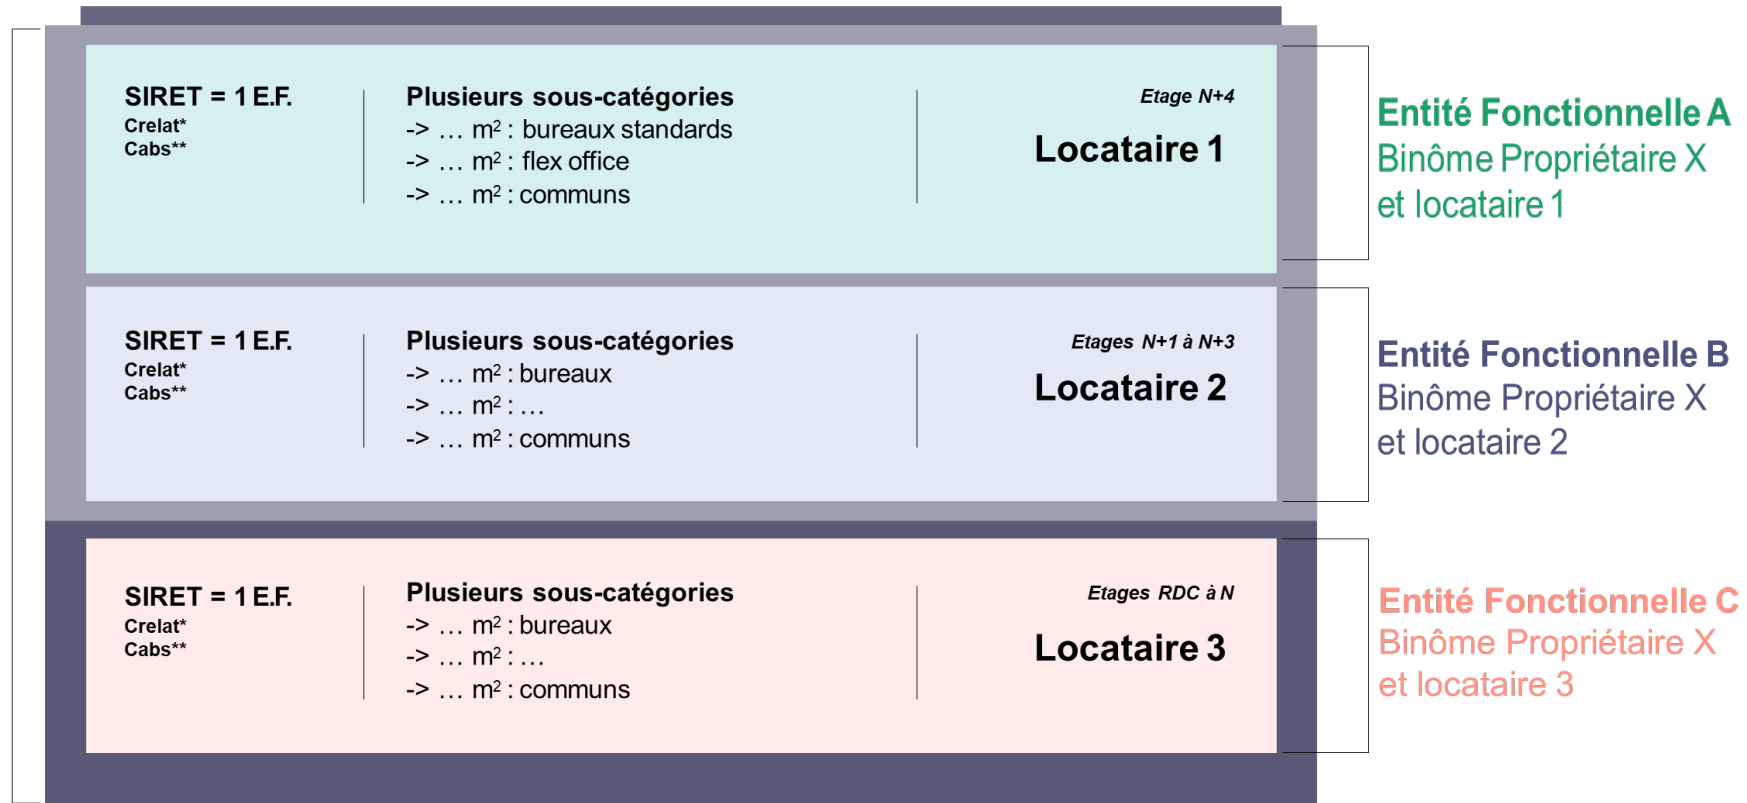 SIRET = 1 E.F.
Crelat*
Cabs**
Plusieurs sous-catégories
-> … m² : bureaux standards
-> … m² : flex office
-> … m² : communs
Etage N+4
Locataire 1
Entité Fonctionnelle A
Binôme Propriétaire X
et locataire 1
SIRET = 1 E.F.
Crelat*
Cabs**
Plusieurs sous-catégories
-> … m² : bureaux
-> … m² : …
-> … m² : communs
Etages N+1 à N+3
Locataire 2
Entité Fonctionnelle B
Binôme Propriétaire X
et locataire 2
SIRET = 1 E.F.
Crelat*
Cabs**
Plusieurs sous-catégories
-> … m² : bureaux
-> … m² : …
-> … m² : communs
Etages RDC à N
Locataire 3
Entité Fonctionnelle C
Binôme Propriétaire X
et locataire 3